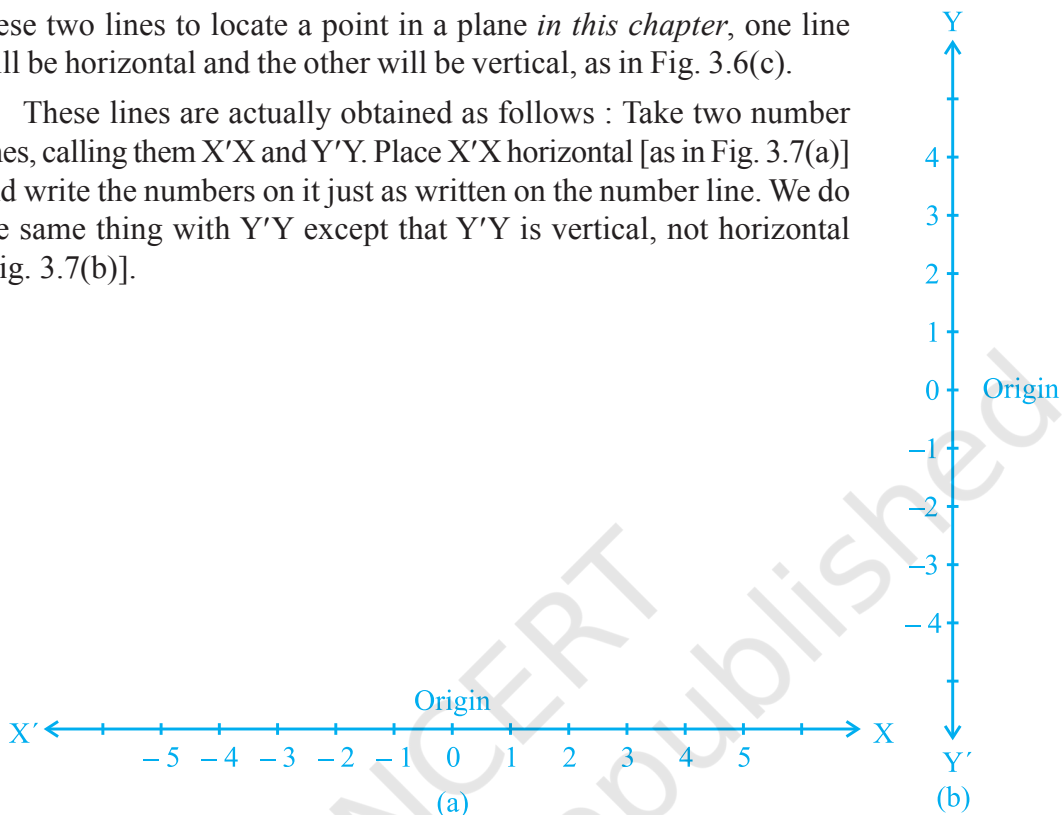 ese two lines to locate a point in a plane in this chapter, one line
ill be horizontal and the other will be vertical, as in Fig. 3.6(c).
These lines are actually obtained as follows : Take two number
nes, calling them X′X and Y′Y. Place X′X horizontal [as in Fig. 3.7(a)]
d write the numbers on it just as written on the number line. We do
e same thing with Y′Y except that Y′Y is vertical, not horizontal
ig. 3.7(b)].
Y
4
3
2
1
0 Origin
–1
–2
–3
– 4
Y′
(b)
Origin
X′ X
– 5 – 4 – 3 – 2 – 1 0 1 2 3 4 5
(a)
NCERT
republished